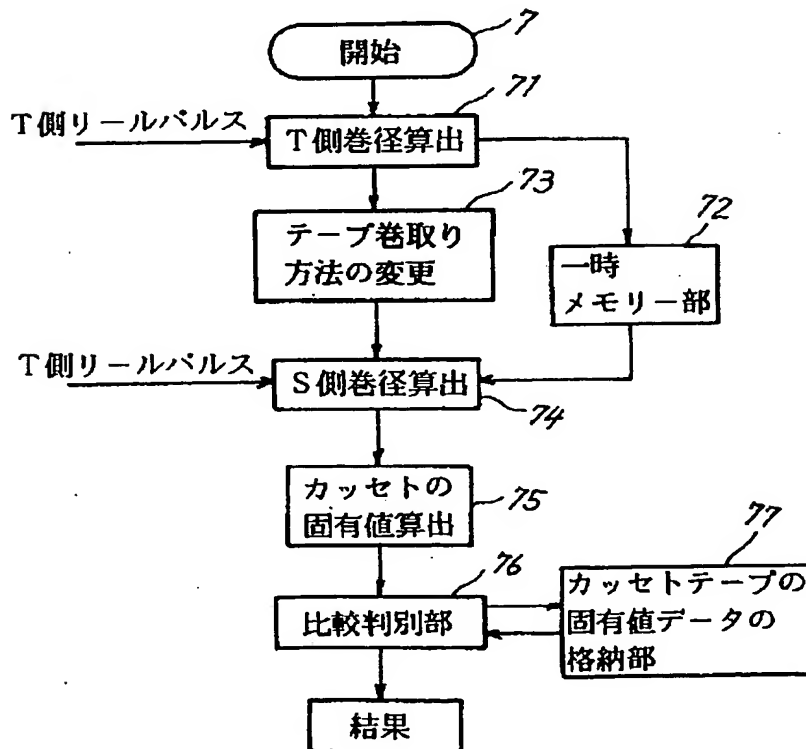 7
開始
71
T側リールパルス
T側巻径算出
73
テープ巻取り
方法の変更
72
一時
メモリー部
T側リールパルス
S側巻径算出
74
カッセトの
固有値算出
75
76
比較判別部
77
カッセトテープの
固有値データの
格納部
結果